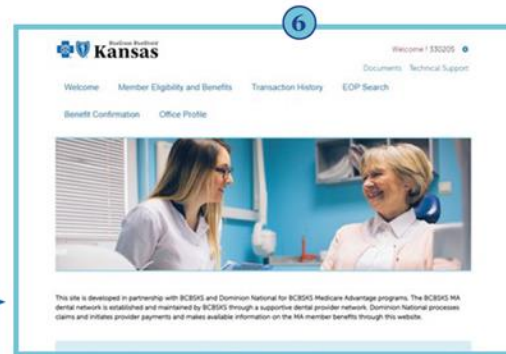 6
Kansas
Welcome ! 330205
Documents Technical Support
Welcome Member Eligibility and Benefits Transaction History EOP Search
Benefit Confirmation Office Profile
This site is developed in partnership with BCBSKS and Dominion National for BCBSKS Medicare Advantage programs. The BCBSKS MA
dental network is established and maintained by BCBSKS through a supportive dental provider network. Dominion National processes
claims and initiates provider payments and makes available information on the MA member benefits through this website.